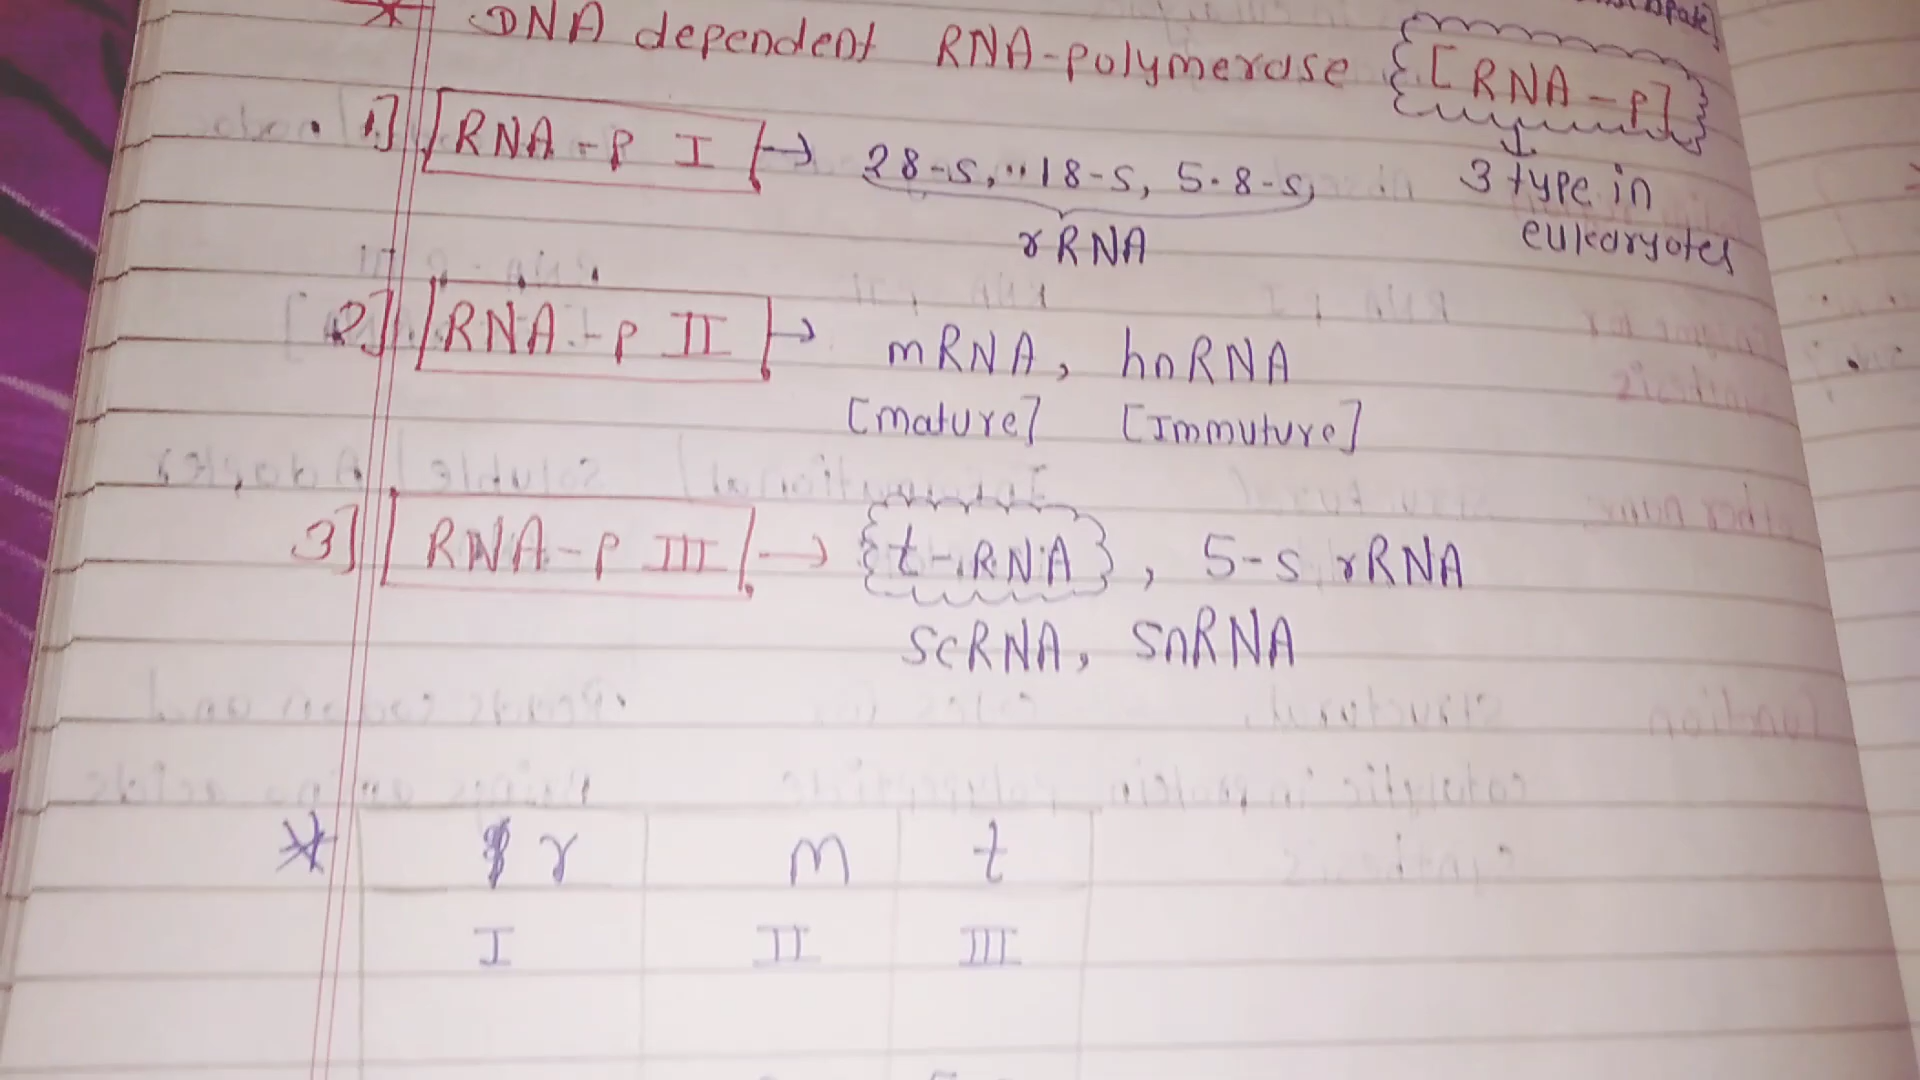 * DNA dependent RNA-polymerase {[RNA-P]}
1] RNA-P I → 28-s, 18-s, 5.8-s, 3 type in
rRNA eukaryotes
2] RNA-P II → mRNA, hnRNA
[mature] [Immuture]
3] RNA-P III → {t-RNA}, 5-s rRNA
scRNA, SnRNA
* r m t
I II III